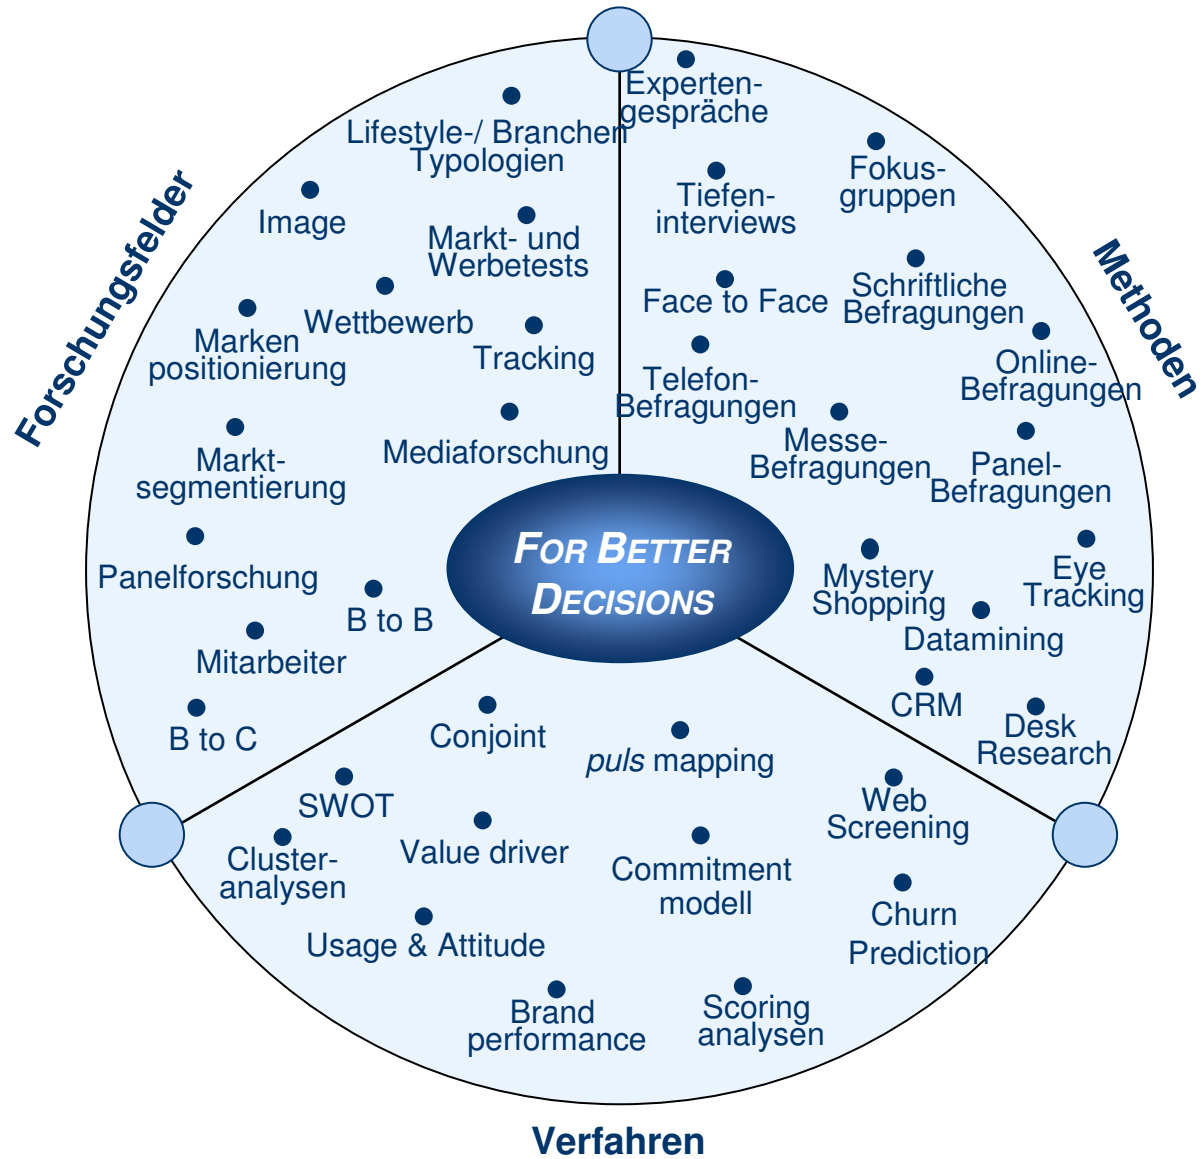 Forschungsfelder
Lifestyle-/ Branchen
Typologien
Image
Markt- und
Werbetests
Wettbewerb
Marken
positionierung
Tracking
Mediaforschung
Markt-
segmentierung
Panelforschung
B to B
Mitarbeiter
B to C
Methoden
Experten-
gespräche
Fokus-
gruppen
Tiefen-
interviews
Schriftliche
Befragungen
Face to Face
Online-
Befragungen
Telefon-
Befragungen
Messe-
Befragungen
Panel-
Befragungen
Mystery
Shopping
Eye
Tracking
Datamining
CRM
Desk
Research
FOR BETTER
DECISIONS
Conjoint
puls mapping
SWOT
Web
Screening
Cluster-
analysen
Value driver
Commitment
modell
Churn
Prediction
Usage & Attitude
Brand
performance
Scoring
analysen
Verfahren